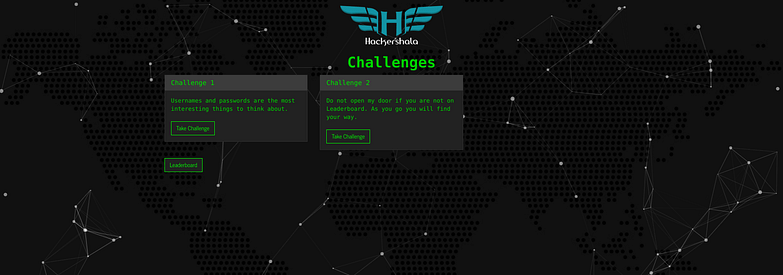 Hackershala
Challenges
Challenge 1
Usernames and passwords are the most
interesting things to think about.
Take Challenge
Challenge 2
Do not open my door if you are not on
Leaderboard. As you go you will find
your way.
Take Challenge
Leaderboard